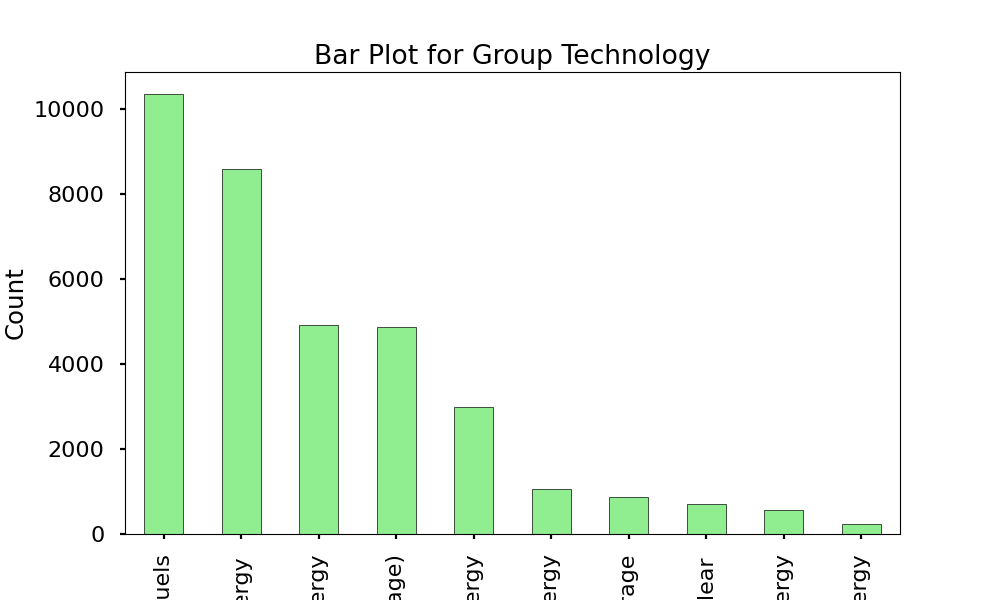 Bar Plot for Group Technology
10000
8000
6000
4000
2000
0
Count
uels
ergy
ergy
age)
ergy
ergy
rage
lear
ergy
ergy